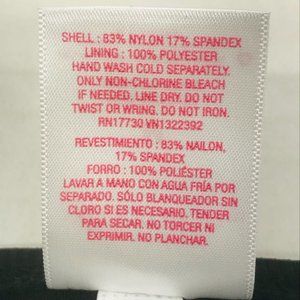 SHELL : 83% NYLON 17% SPANDEX
LINING : 100% POLYESTER
HAND WASH COLD SEPARATELY.
ONLY NON-CHLORINE BLEACH
IF NEEDED. LINE DRY. DO NOT
TWIST OR WRING. DO NOT IRON.
RN17730 VN1322392
REVESTIMIENTO : 83% NAILON,
17% SPANDEX
FORRO : 100% POLIÉSTER
LAVAR A MANO CON AGUA FRÍA POR
SEPARADO. SÓLO BLANQUEADOR SIN
CLORO SI ES NECESARIO. TENDER
PARA SECAR. NO TORCER NI
EXPRIMIR. NO PLANCHAR.